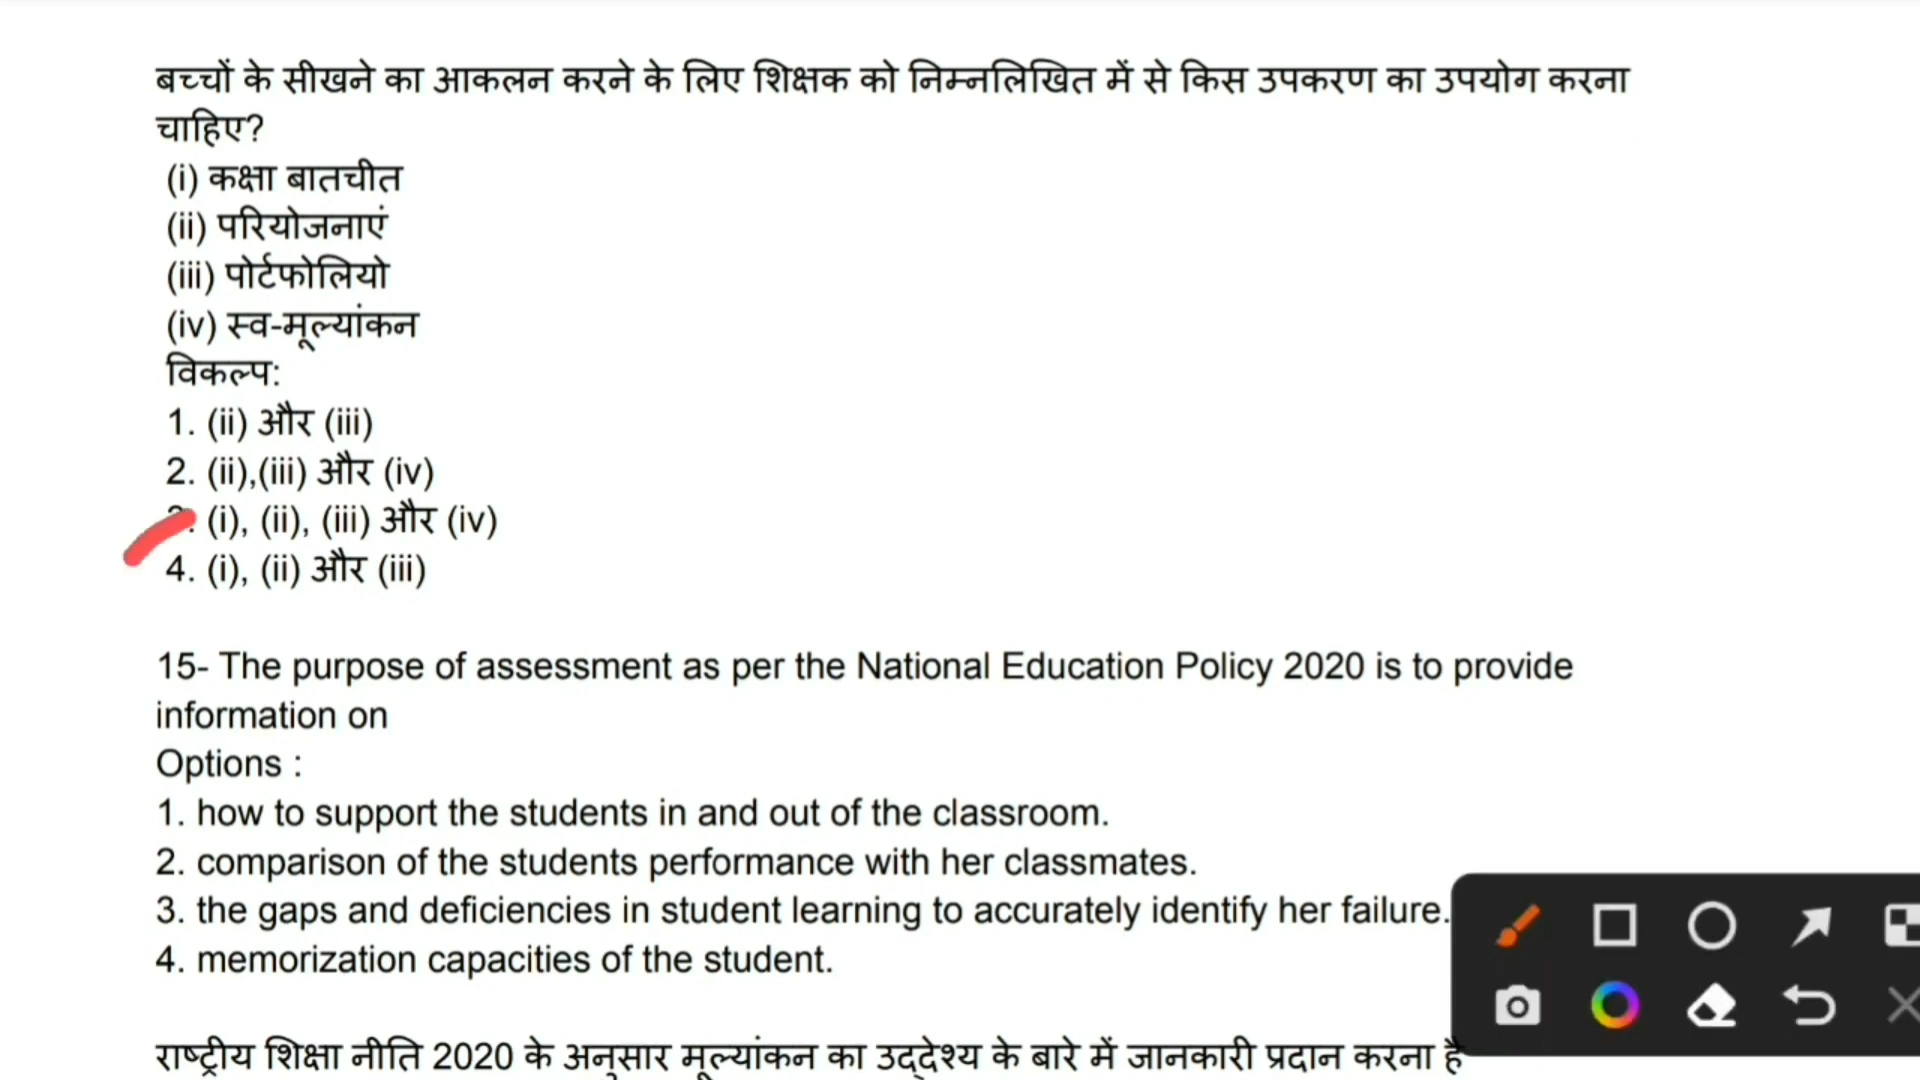 बच्चों के सीखने का आकलन करने के लिए शिक्षक को निम्नलिखित में से किस उपकरण का उपयोग करना
चाहिए?
(i) कक्षा बातचीत
(ii) परियोजनाएं
(iii) पोर्टफोलियो
(iv) स्व-मूल्यांकन
विकल्प:
1. (ii) और (iii)
2. (ii),(iii) और (iv)
(i), (ii), (iii) और (iv)
4. (i), (ii) और (iii)
15- The purpose of assessment as per the National Education Policy 2020 is to provide
information on
Options :
1. how to support the students in and out of the classroom.
2. comparison of the students performance with her classmates.
3. the gaps and deficiencies in student learning to accurately identify her failure.
4. memorization capacities of the student.
राष्ट्रीय शिक्षा नीति 2020 के अनुसार मूल्यांकन का उद्देश्य के बारे में जानकारी प्रदान करना है